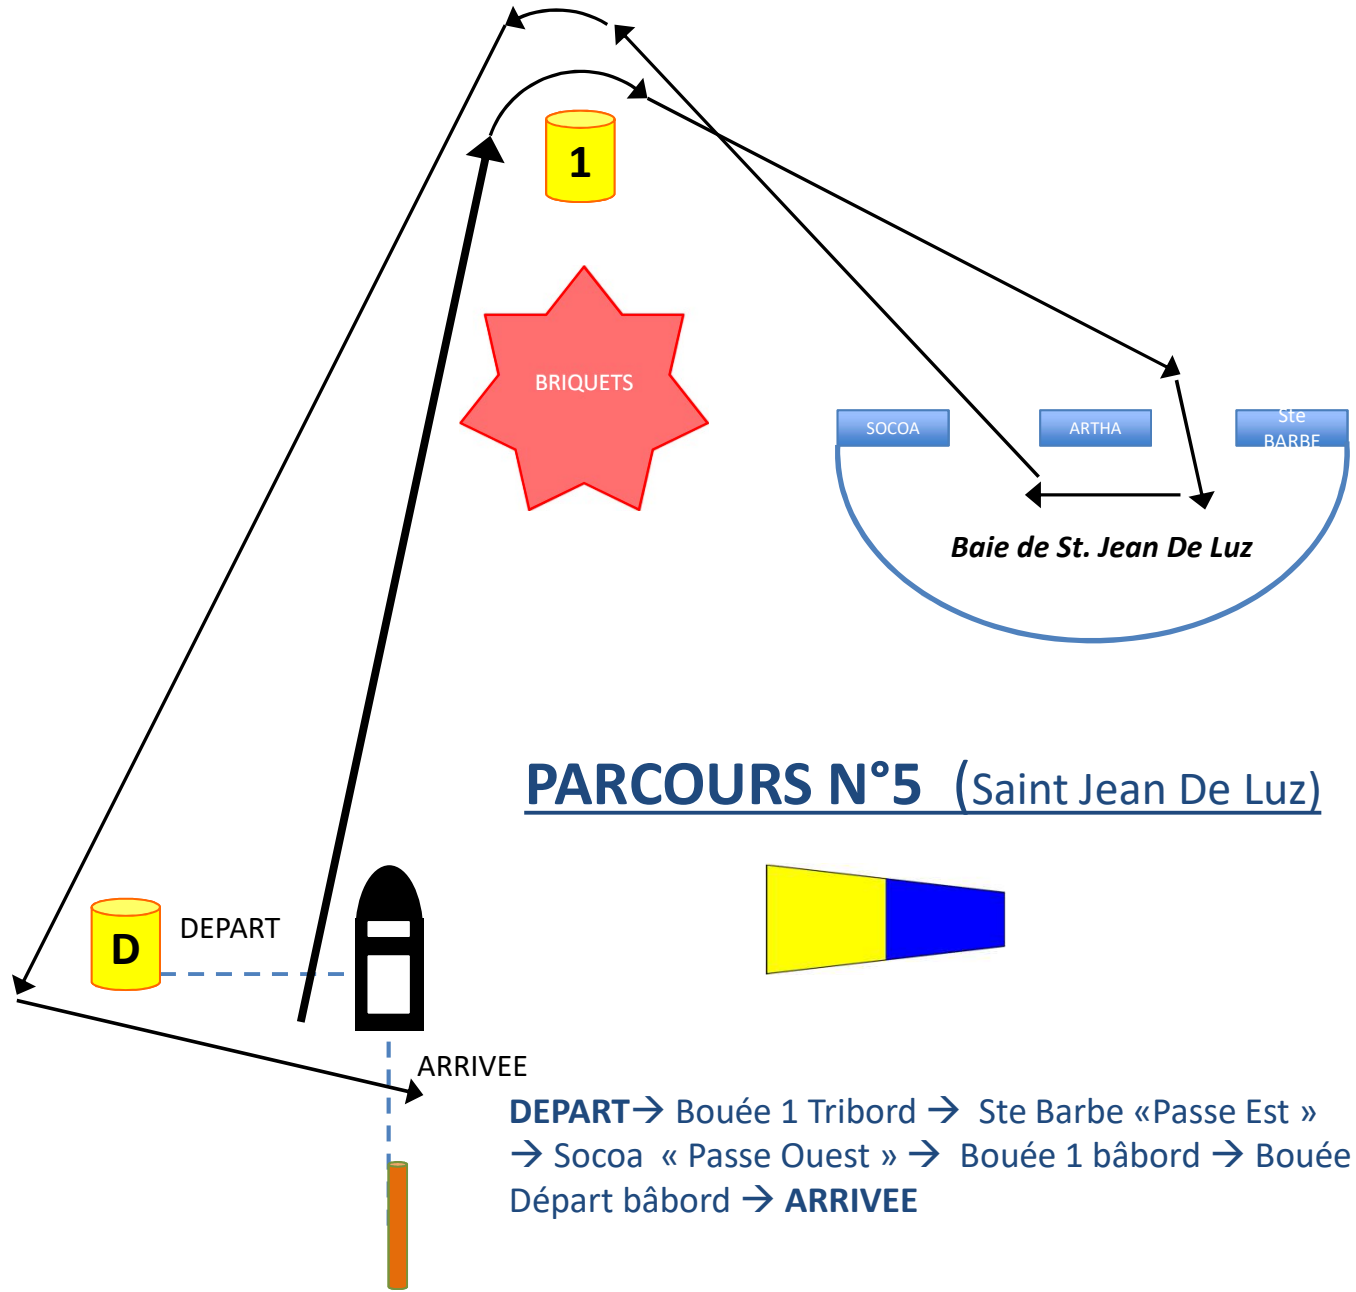 1
BRIQUETS
SOCOA
ARTHA
Ste
BARBE
Baie de St. Jean De Luz
PARCOURS N°5 (Saint Jean De Luz)
D
DEPART
ARRIVEE
DEPART→ Bouée 1 Tribord → Ste Barbe «Passe Est »
→ Socoa « Passe Ouest » → Bouée 1 bâbord → Bouée
Départ bâbord → ARRIVEE